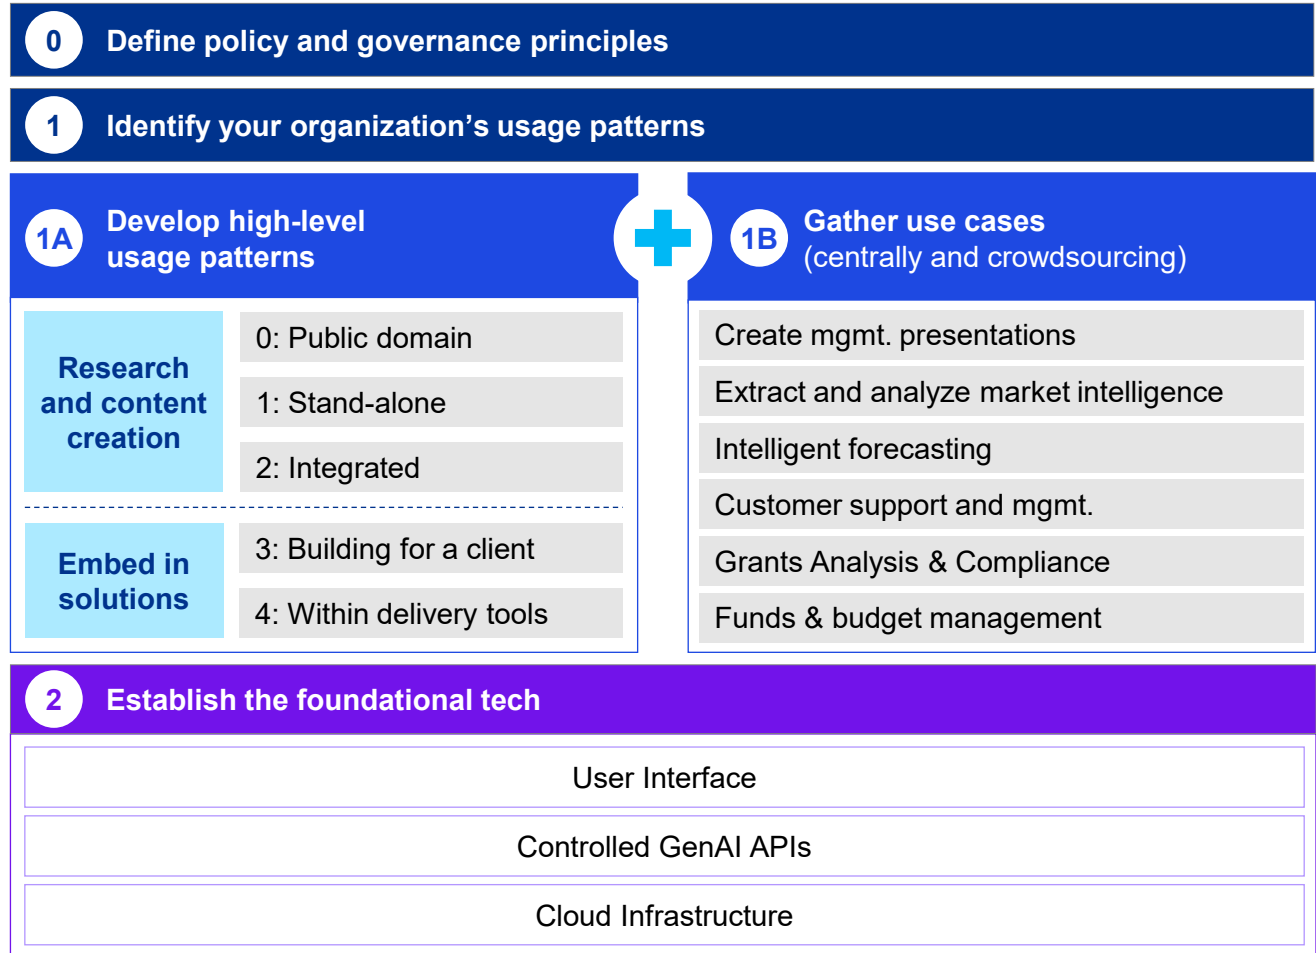 0 Define policy and governance principles
1 Identify your organization’s usage patterns
1A Develop high-level
usage patterns
Research
and content
creation
0: Public domain
1: Stand-alone
2: Integrated
Embed in
solutions
3: Building for a client
4: Within delivery tools
1B Gather use cases
(centrally and crowdsourcing)
Create mgmt. presentations
Extract and analyze market intelligence
Intelligent forecasting
Customer support and mgmt.
Grants Analysis & Compliance
Funds & budget management
2 Establish the foundational tech
User Interface
Controlled GenAI APIs
Cloud Infrastructure